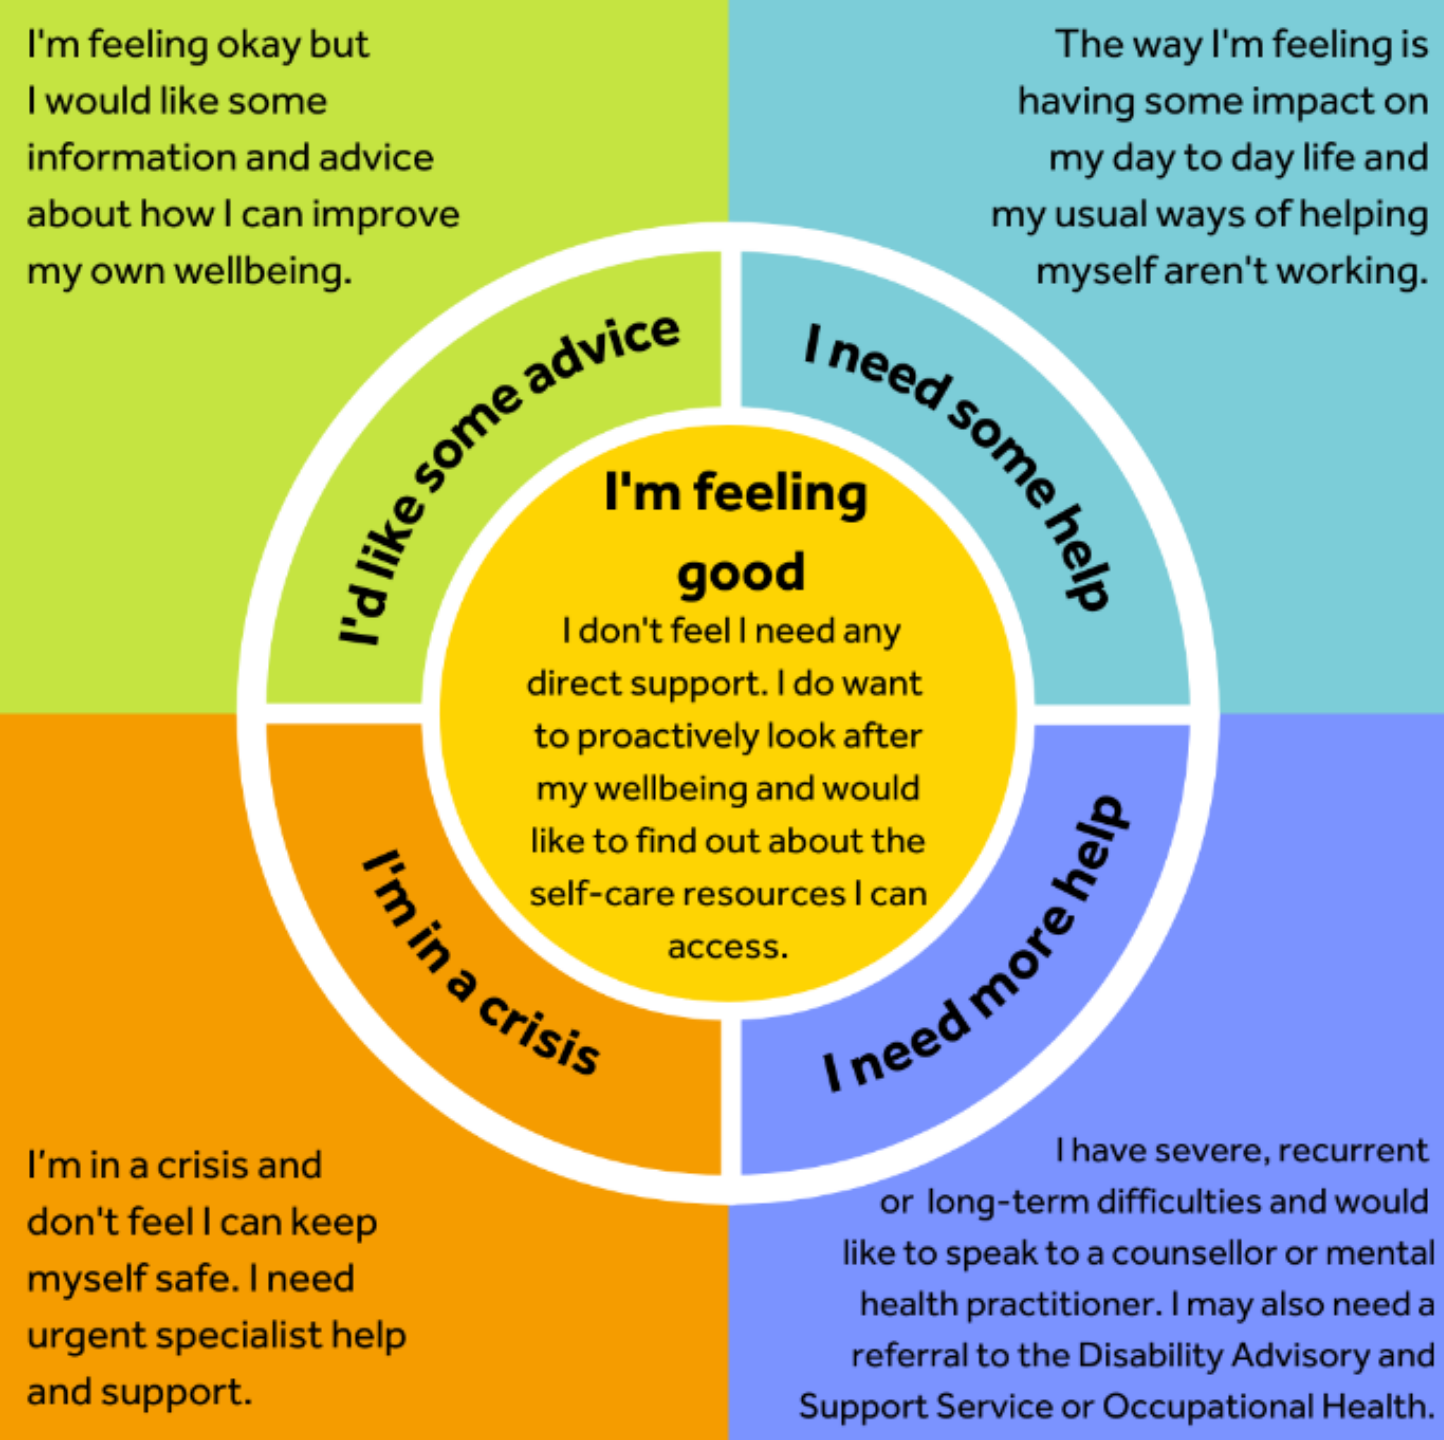 I'm feeling okay but
I would like some
information and advice
about how I can improve
my own wellbeing.
The way I'm feeling is
having some impact on
my day to day life and
my usual ways of helping
myself aren't working.
I'd like some advice
I need some help
I'm feeling
good
I don't feel I need any
direct support. I do want
to proactively look after
my wellbeing and would
like to find out about the
self-care resources I can
access.
I'm in a crisis
I need more help
I’m in a crisis and
don't feel I can keep
myself safe. I need
urgent specialist help
and support.
I have severe, recurrent
or long-term difficulties and would
like to speak to a counsellor or mental
health practitioner. I may also need a
referral to the Disability Advisory and
Support Service or Occupational Health.